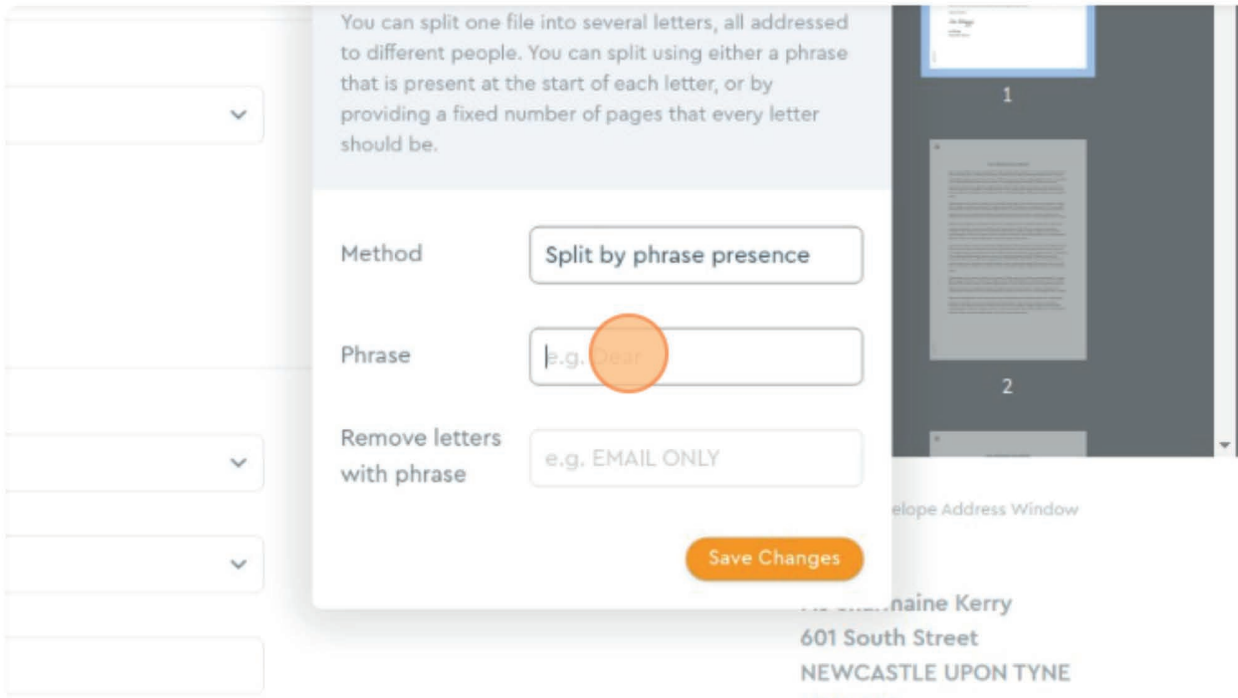 You can split one file into several letters, all addressed
to different people. You can split using either a phrase
that is present at the start of each letter, or by
providing a fixed number of pages that every letter
should be.
1
Method
Split by phrase presence
Phrase
e.g. Dear
2
Remove letters
with phrase
e.g. EMAIL ONLY
Save Changes
Address Window
Kerry
601 South Street
NEWCASTLE UPON TYNE